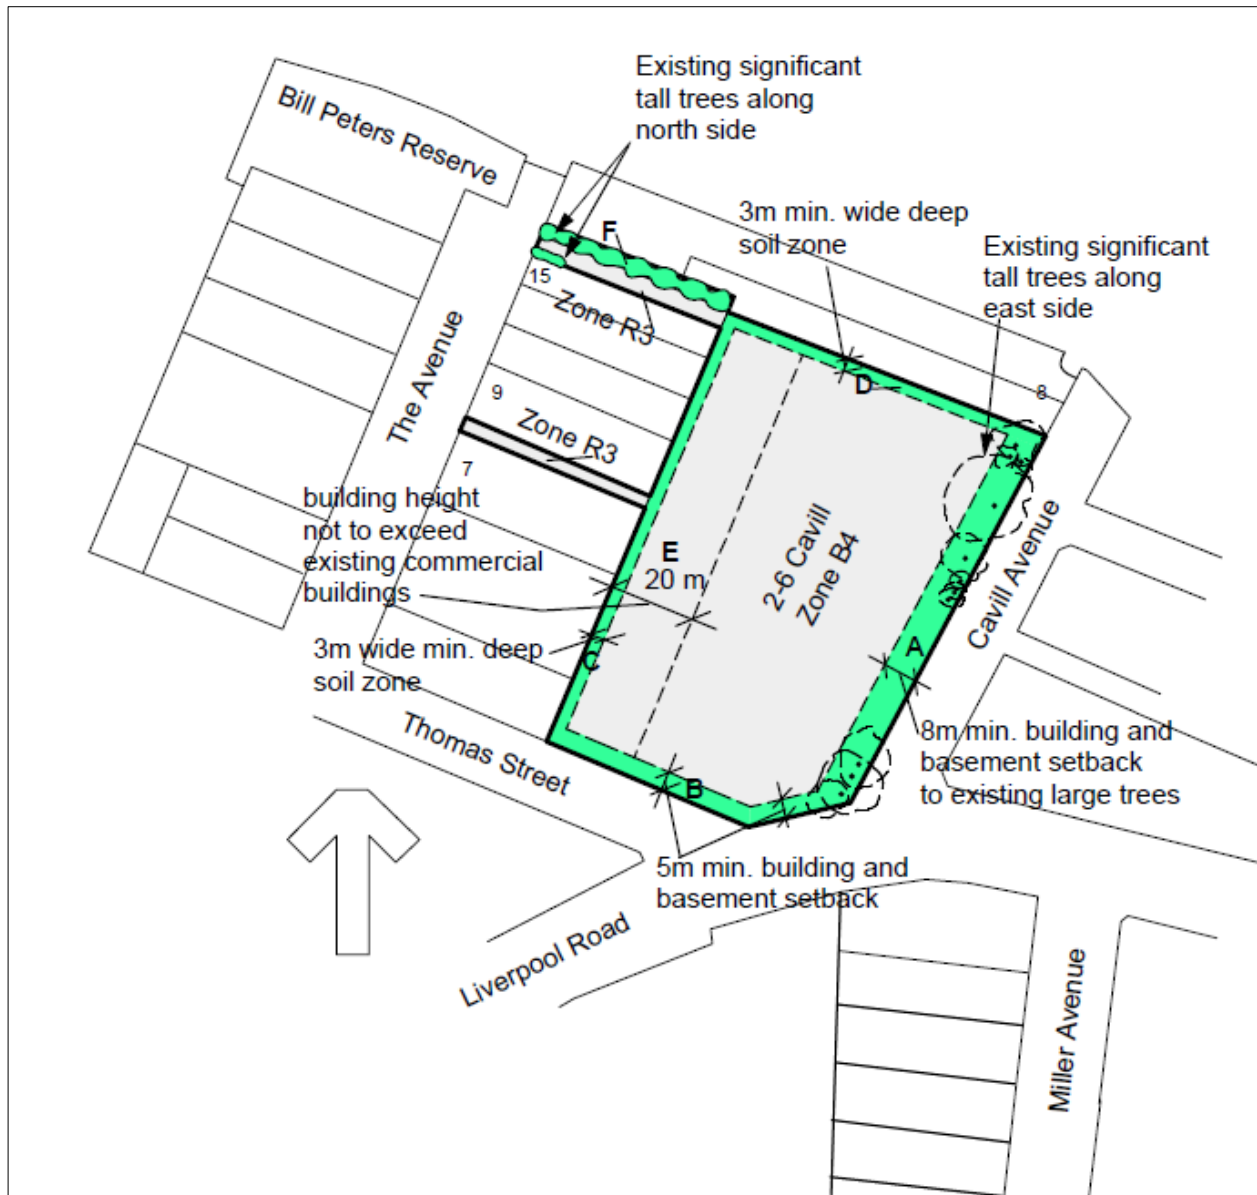 Existing significant
tall trees along
north side
Bill Peters Reserve
3m min. wide deep
soil zone
Existing significant
tall trees along
east side
F
15
Zone R3
D
8
The Avenue
9
Zone R3
7
building height
not to exceed
existing commercial
buildings
E
20 m
2-6 Cavill
Zone B4
Cavill Avenue
3m wide min. deep
soil zone
C
A
Thomas Street
B
8m min. building and
basement setback
to existing large trees
5m min. building and
basement setback
Liverpool Road
Miller Avenue